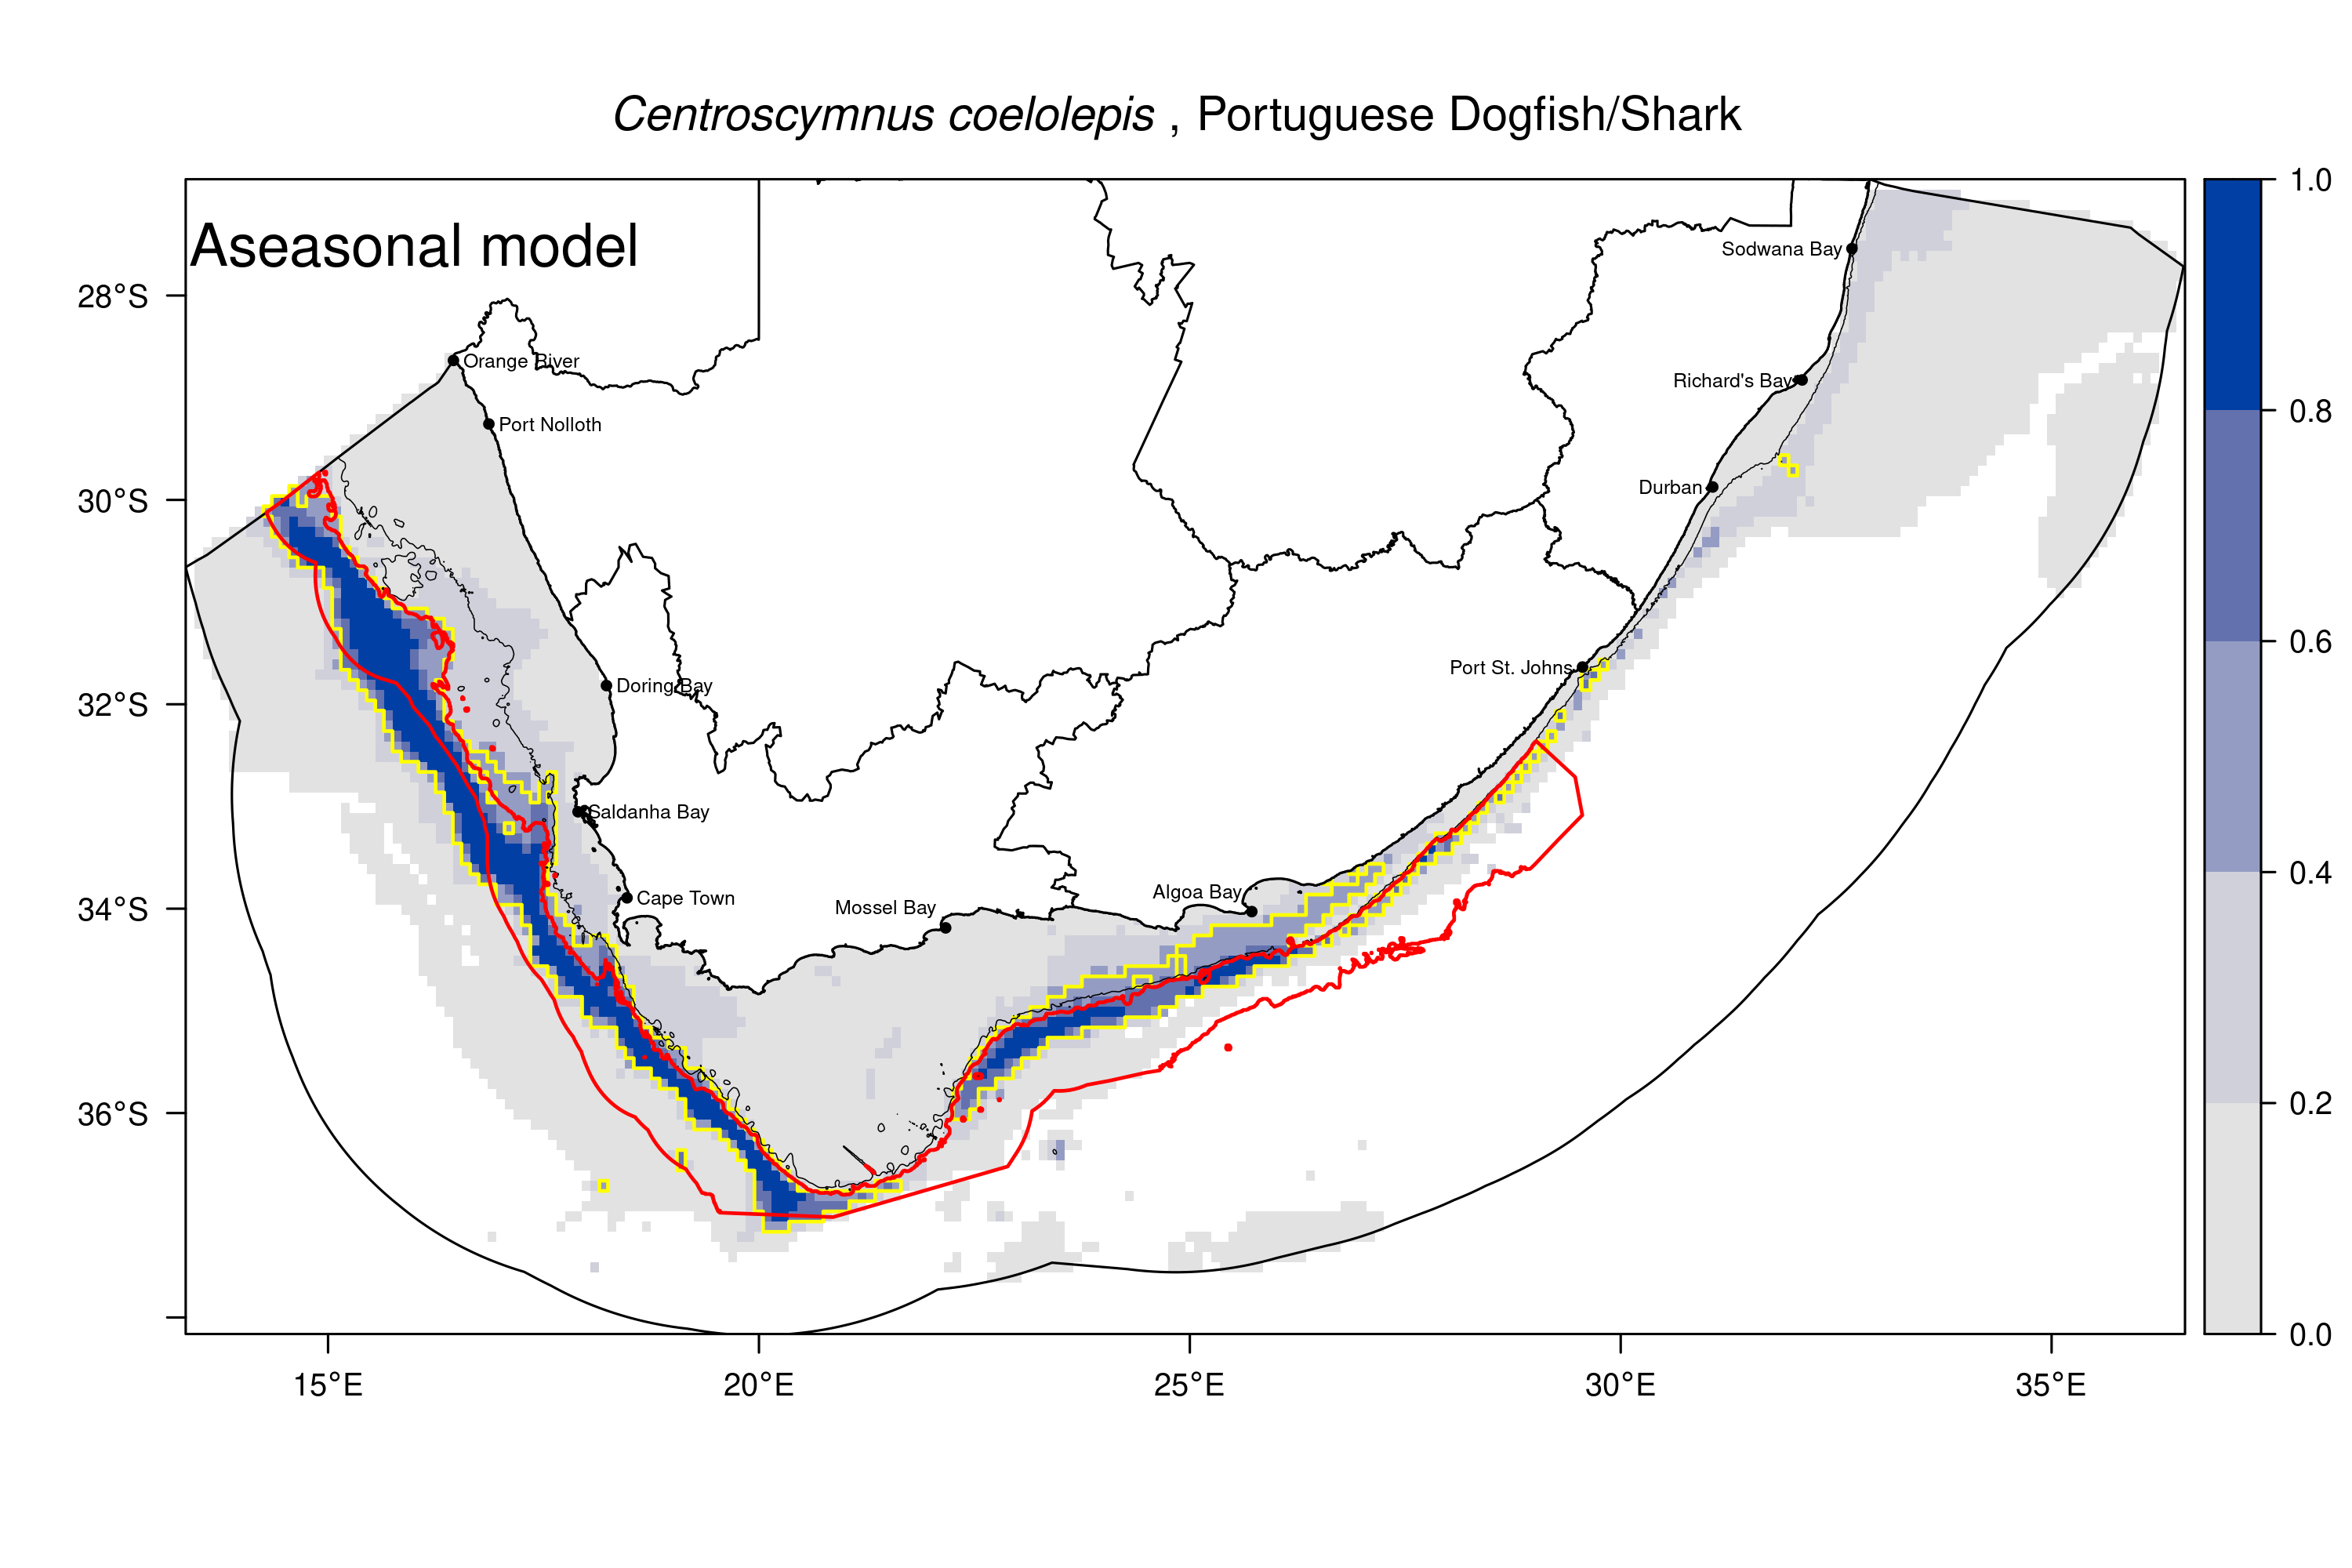 Centroscymnus coelolepis , Portuguese Dogfish/Shark
Aseasonal model
1.0
0.8
0.6
0.4
0.2
0.0
28°S
30°S
32°S
34°S
36°S
15°E
20°E
25°E
30°E
35°E
Sodwana Bay
Orange River
Richard's Bay
Port Nolloth
Durban
Port St. Johns
Doring Bay
Saldanha Bay
Algoa Bay
Cape Town
Mossel Bay